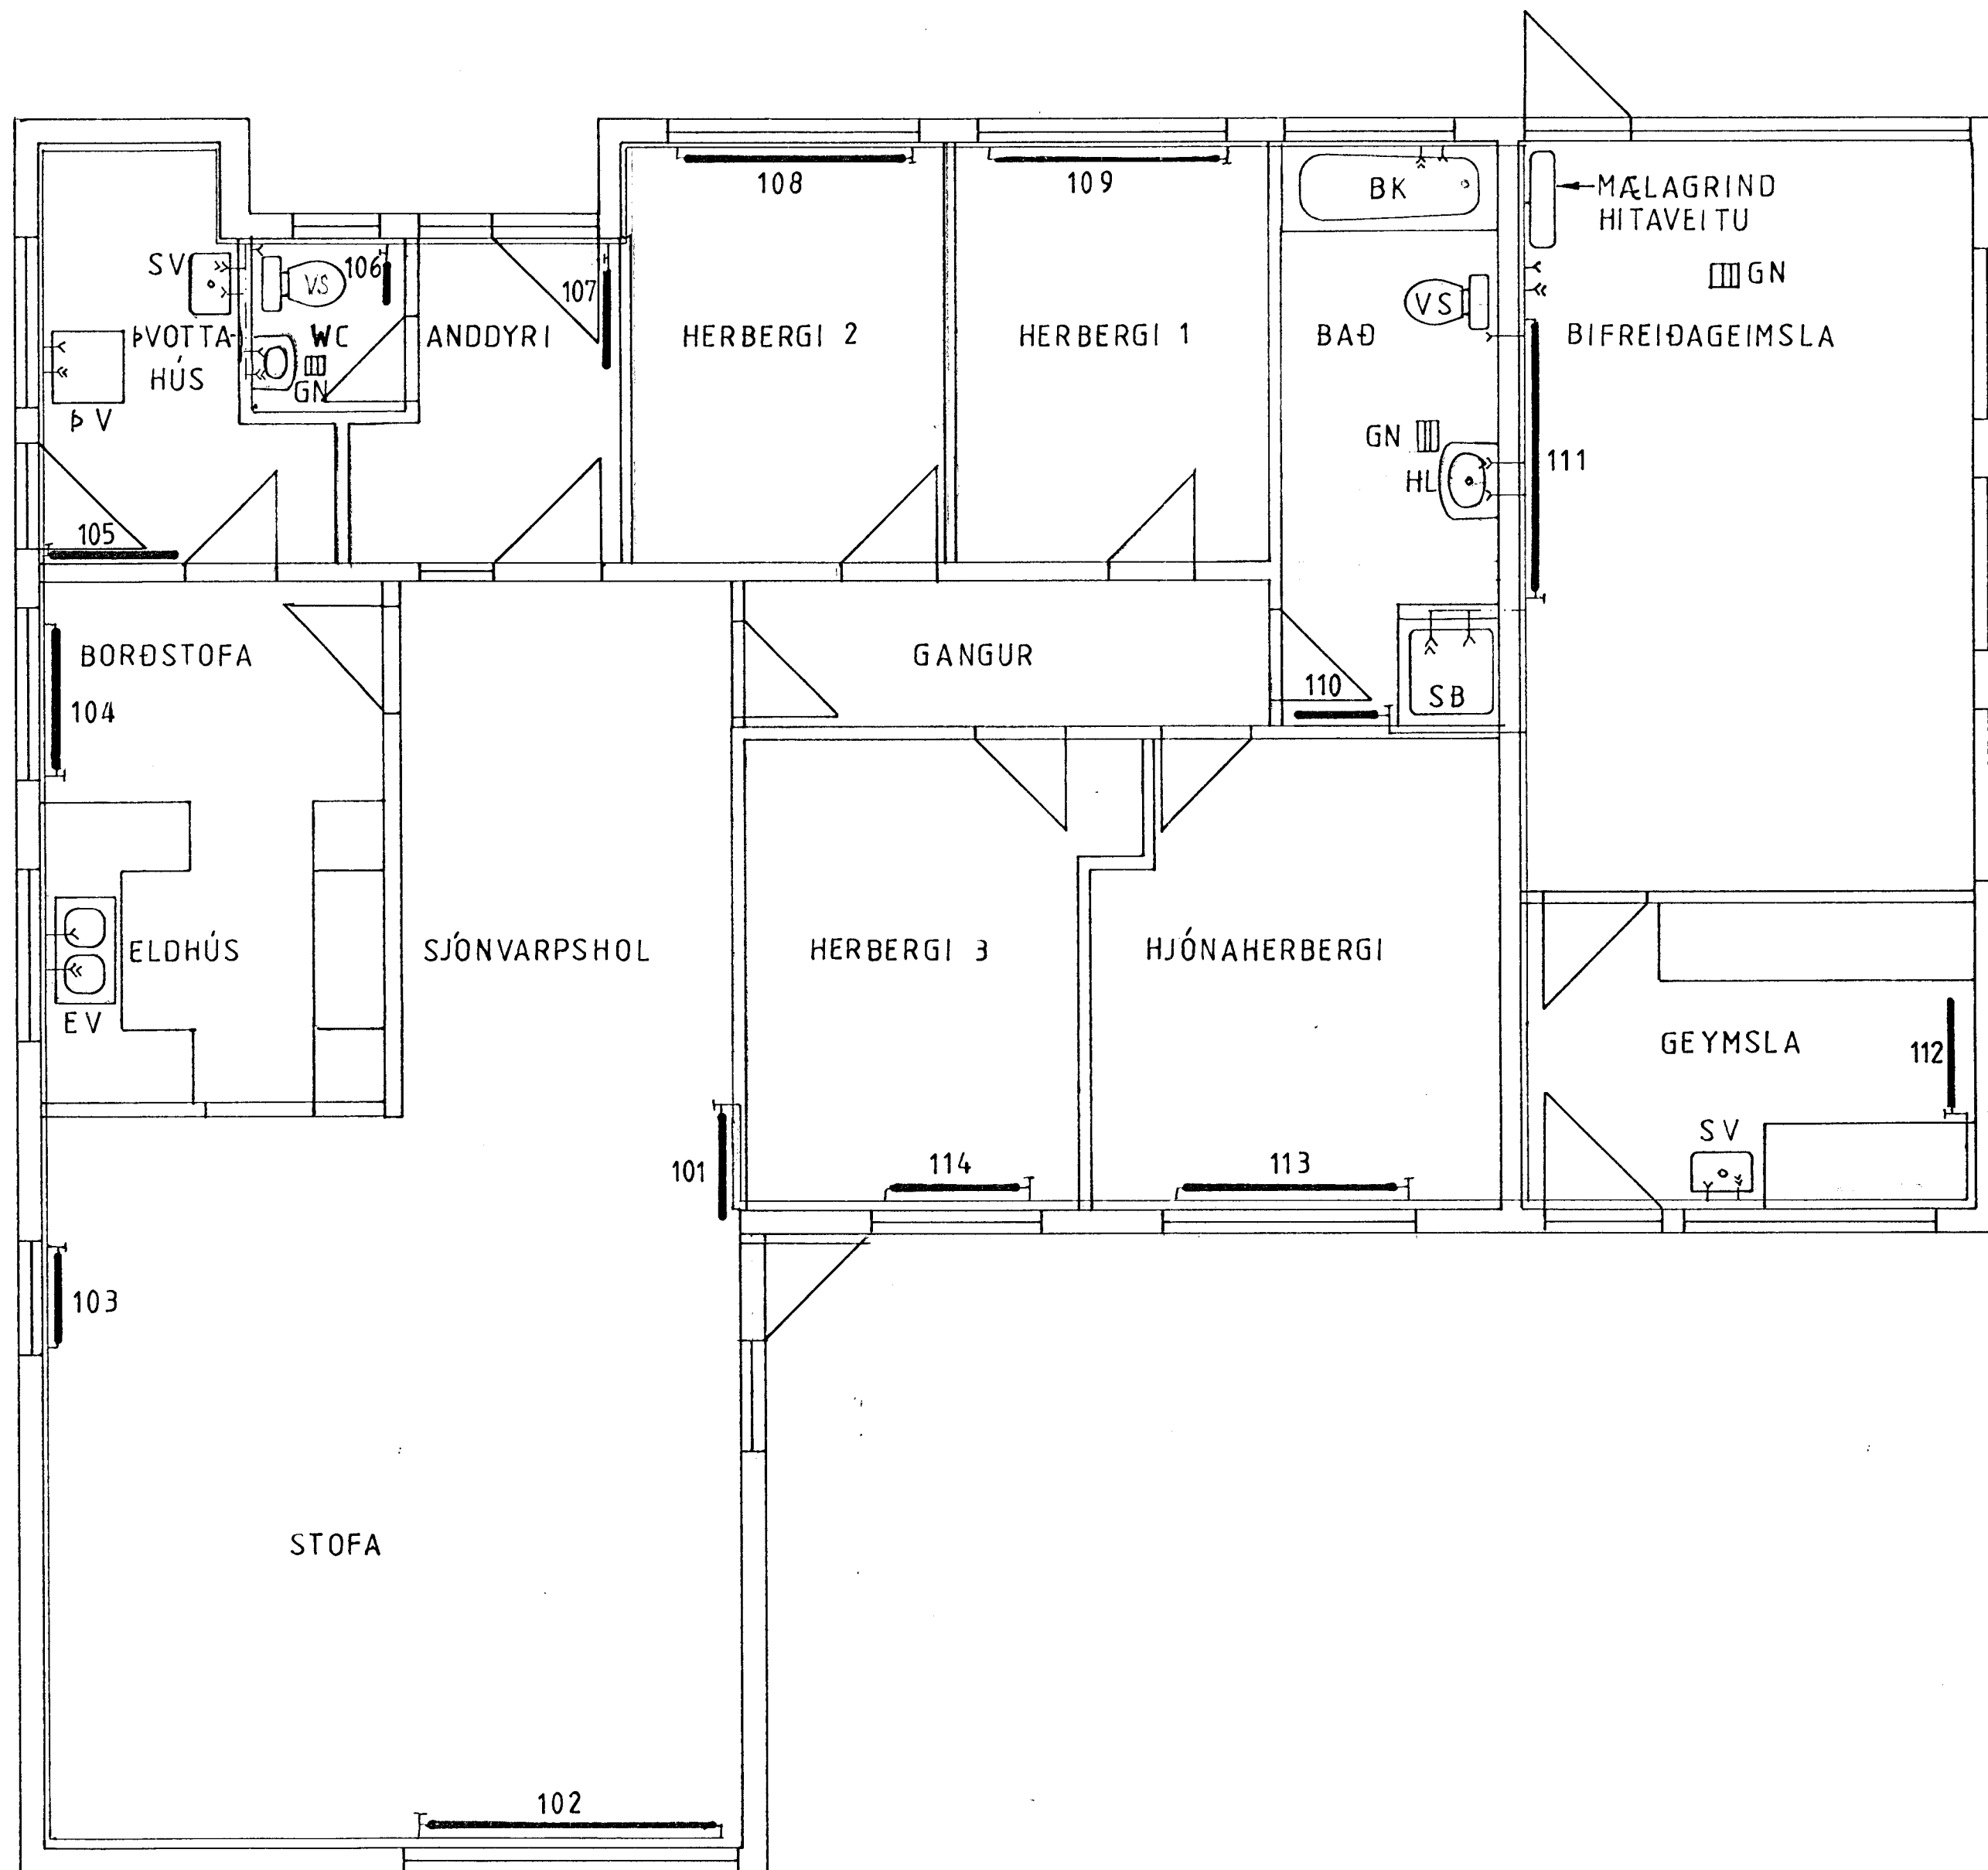 108
109
BK
MÆLAGRIND
HITAVEITU
SV
VS
106
107
GN
VS
ÞVOTTA-
HÚS
WC
GN
ANDDYRI
HERBERGI 2
HERBERGI 1
BAÐ
BIFREIÐAGEIMSLA
ÞV
GN
HL
111
105
BORÐSTOFA
GANGUR
104
110
SB
ELDHÚS
SJÓNVARPSHOL
HERBERGI 3
HJÓNAHERBERGI
EV
GEYMSLA
112
SV
101
114
113
103
STOFA
102